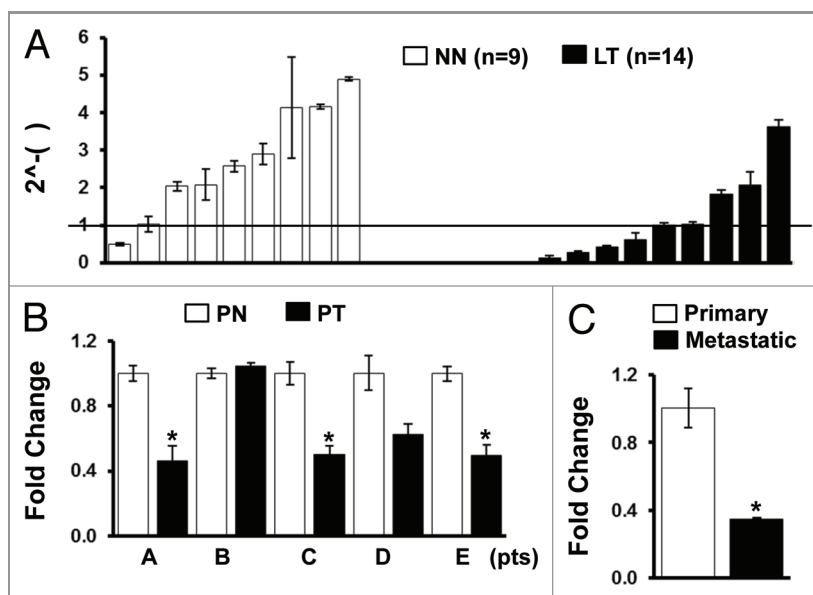 A
NN (n=9) LT (n=14)
2^-( )
6
5
4
3
2
1
0
B
PN PT
Fold Change
1.2
0.8
0.4
0.0
* * *
A B C D E (pts)
C
Primary
Metastatic
Fold Change
1.2
0.8
0.4
0.0
*